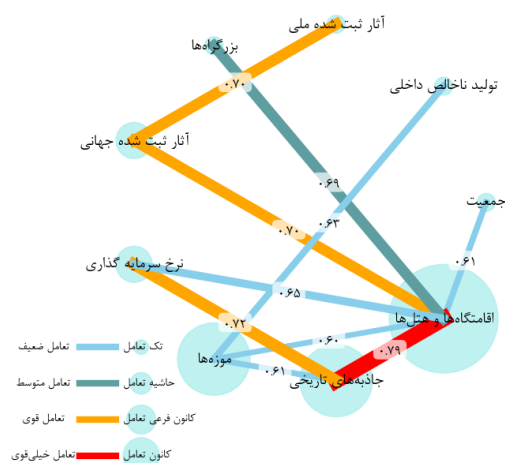 آثار ثبت شده ملی
بزرگراه‌ها
تولید ناخالص داخلی
۰.۷۰
آثار ثبت شده جهانی
۰.۶۹
جمعیت
۰.۶۳
۰.۷۰
۰.۶۱
نرخ سرمایه گذاری
۰.۶۵
اقامتگاه‌ها و هتل‌ها
۰.۷۲
۰.۶۰
تک تعامل
تعامل ضعیف
۰.۷۹
موزه‌ها
۰.۶۱
جاذبه‌های تاریخی
حاشیه تعامل
تعامل متوسط
کانون فرعی تعامل
تعامل قوی
کانون تعامل
تعامل خیلی‌قوی